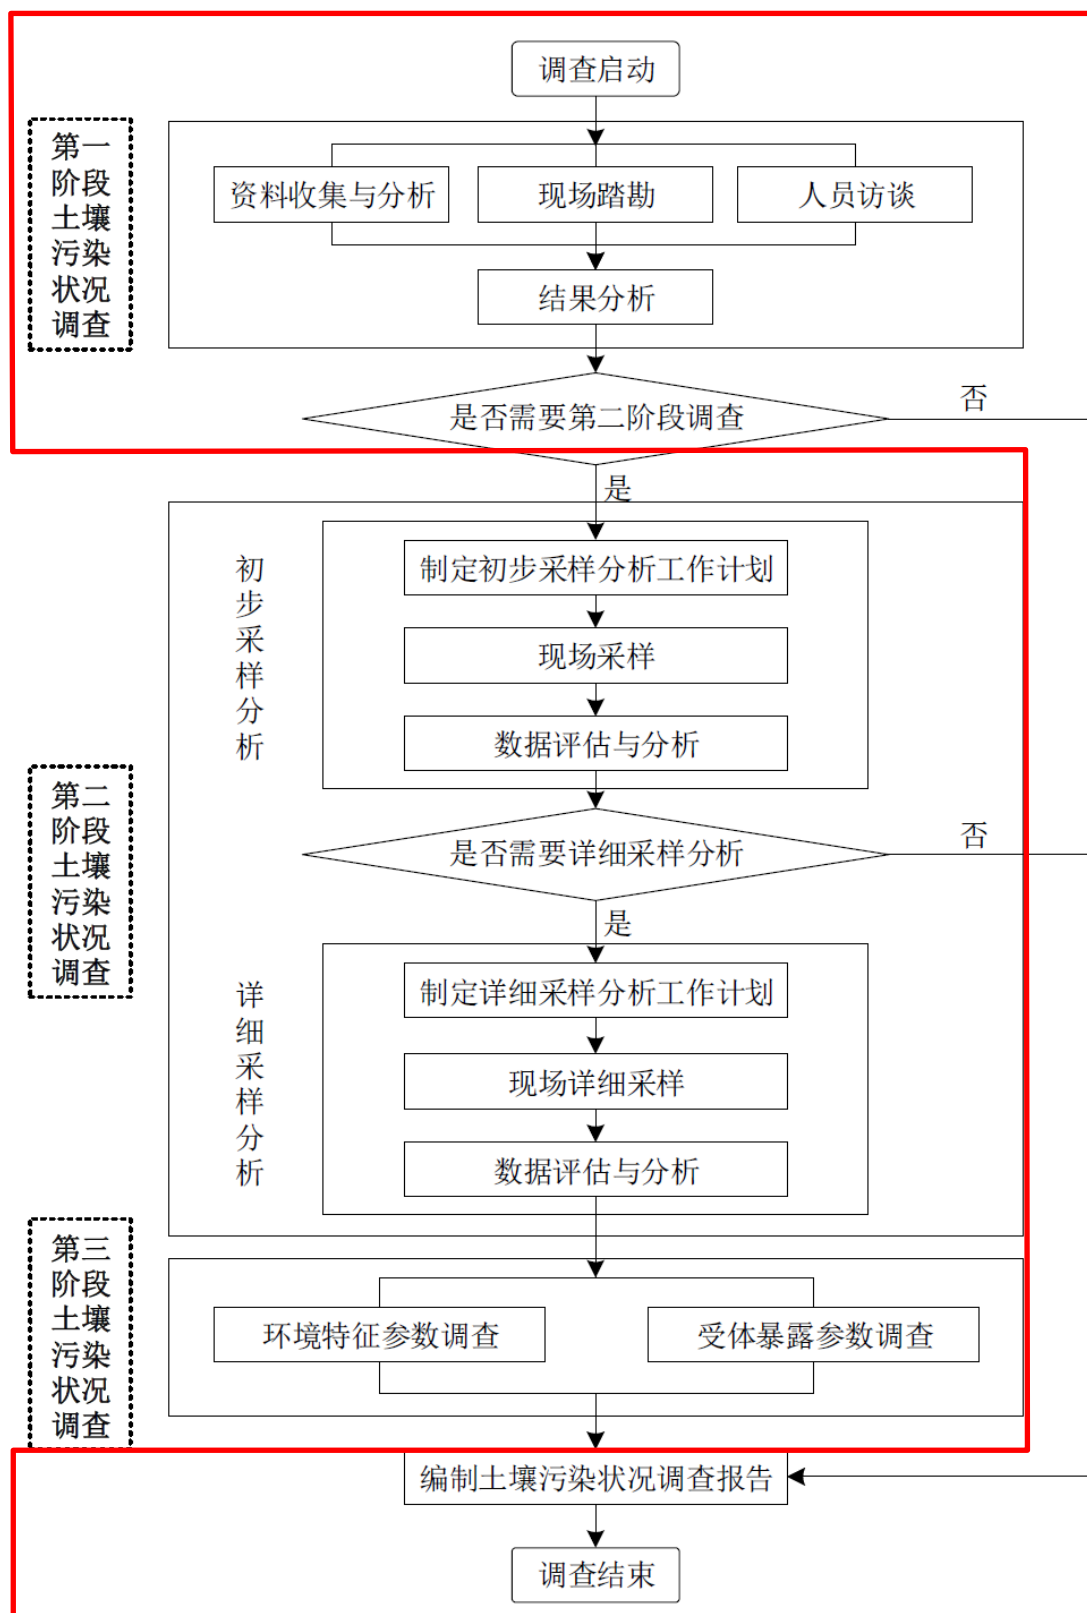 调查启动
第一
阶段
土壤
污染
状况
调查
资料收集与分析
现场踏勘
人员访谈
结果分析
是否需要第二阶段调查
否
是
第二
阶段
土壤
污染
状况
调查
初
步
采
样
分
析
制定初步采样分析工作计划
现场采样
数据评估与分析
是否需要详细采样分析
否
是
详
细
采
样
分
析
制定详细采样分析工作计划
现场详细采样
数据评估与分析
第三
阶段
土壤
污染
状况
调查
环境特征参数调查
受体暴露参数调查
编制土壤污染状况调查报告
调查结束